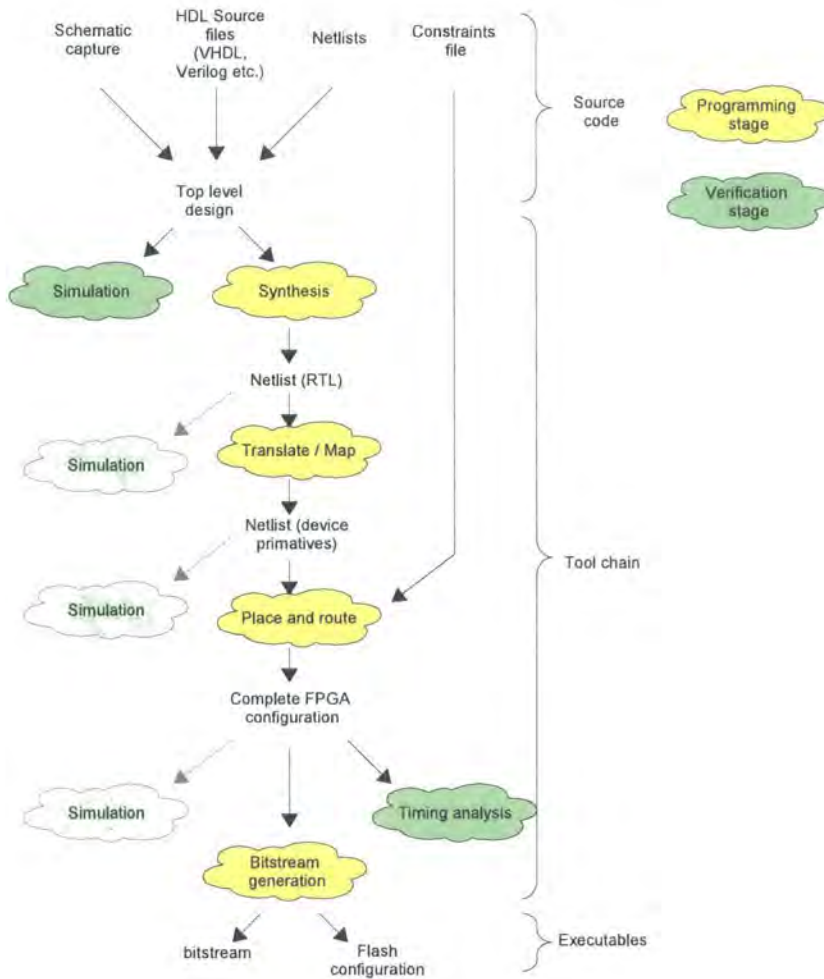 Schematic
capture
HDL Source
files
(VHDL,
Verilog etc.)
Netlists
Constraints
file
Source
code
Programming
stage
Verification
stage
Top level
design
Simulation
Synthesis
Netlist (RTL)
Simulation
Translate / Map
Netlist (device
primatives)
Tool chain
Simulation
Place and route
Complete FPGA
configuration
Simulation
Timing analysis
Bitstream
generation
bitstream
Flash
configuration
Executables